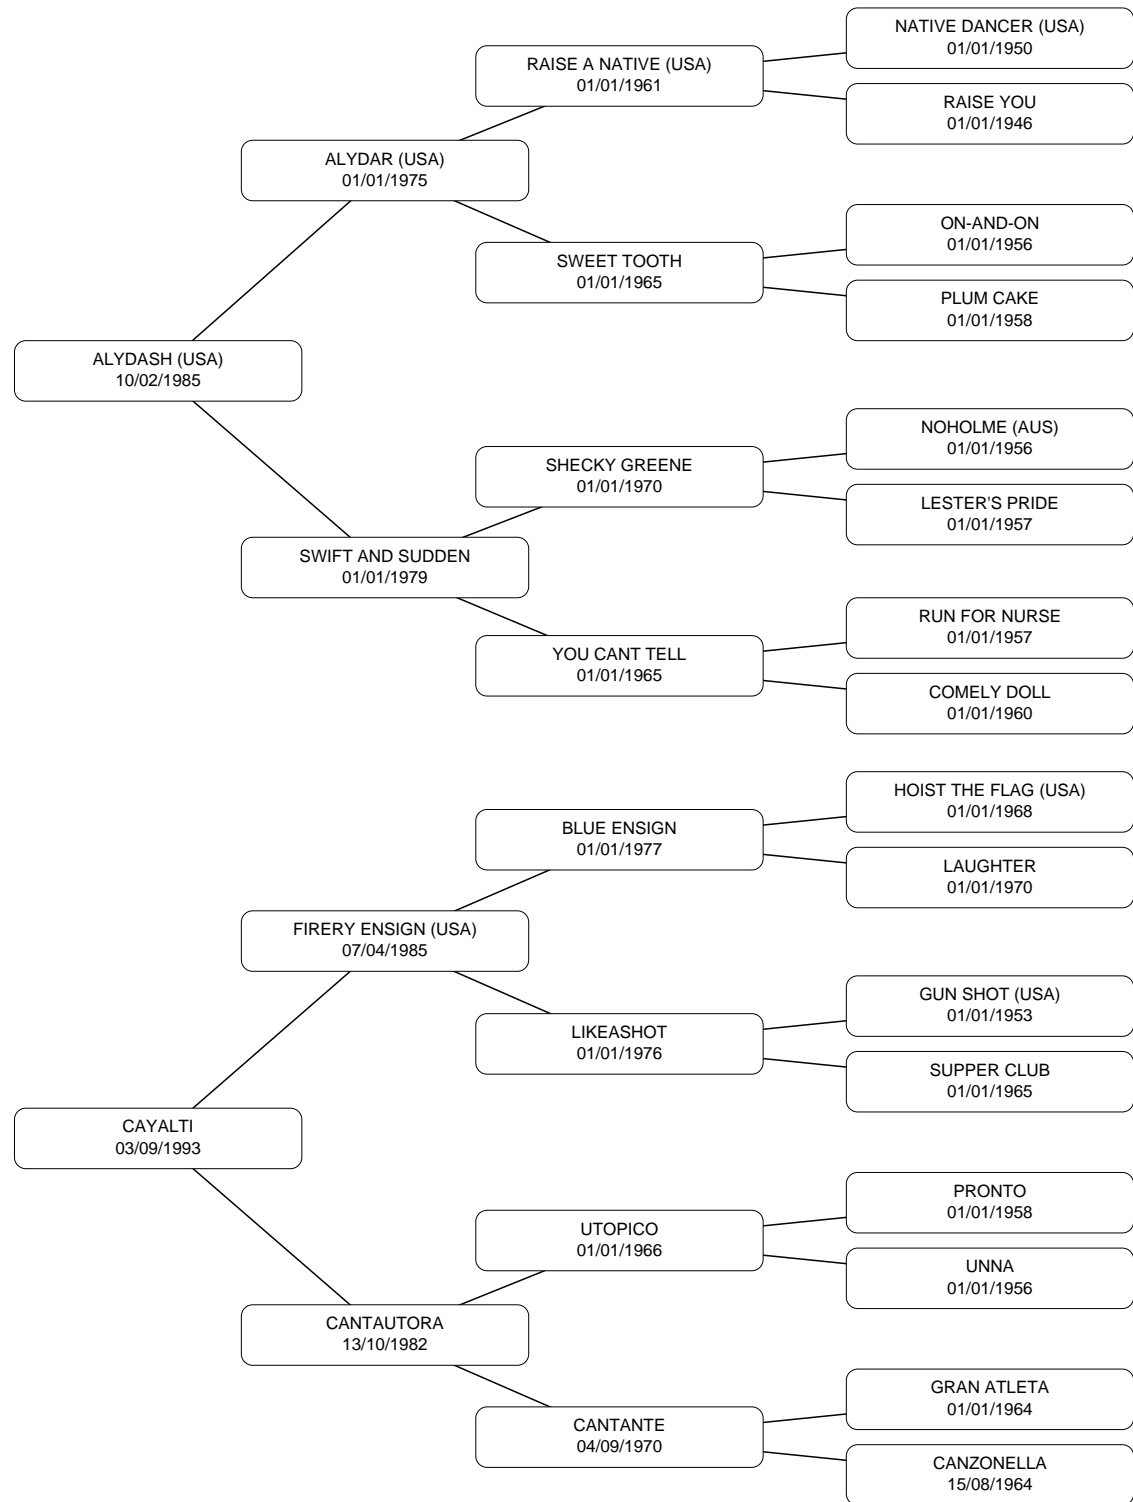 NATIVE DANCER (USA)
01/01/1950
RAISE A NATIVE (USA)
01/01/1961
RAISE YOU
01/01/1946
ALYDAR (USA)
01/01/1975
ON-AND-ON
01/01/1956
SWEET TOOTH
01/01/1965
PLUM CAKE
01/01/1958
ALYDASH (USA)
10/02/1985
NOHOLME (AUS)
01/01/1956
SHECKY GREENE
01/01/1970
LESTER'S PRIDE
01/01/1957
SWIFT AND SUDDEN
01/01/1979
RUN FOR NURSE
01/01/1957
YOU CANT TELL
01/01/1965
COMELY DOLL
01/01/1960
HOIST THE FLAG (USA)
01/01/1968
BLUE ENSIGN
01/01/1977
LAUGHTER
01/01/1970
FIRERY ENSIGN (USA)
07/04/1985
GUN SHOT (USA)
01/01/1953
LIKEASHOT
01/01/1976
SUPPER CLUB
01/01/1965
CAYALTI
03/09/1993
PRONTO
01/01/1958
UTOPICO
01/01/1966
UNNA
01/01/1956
CANTAUTORA
13/10/1982
GRAN ATLETA
01/01/1964
CANTANTE
04/09/1970
CANZONELLA
15/08/1964